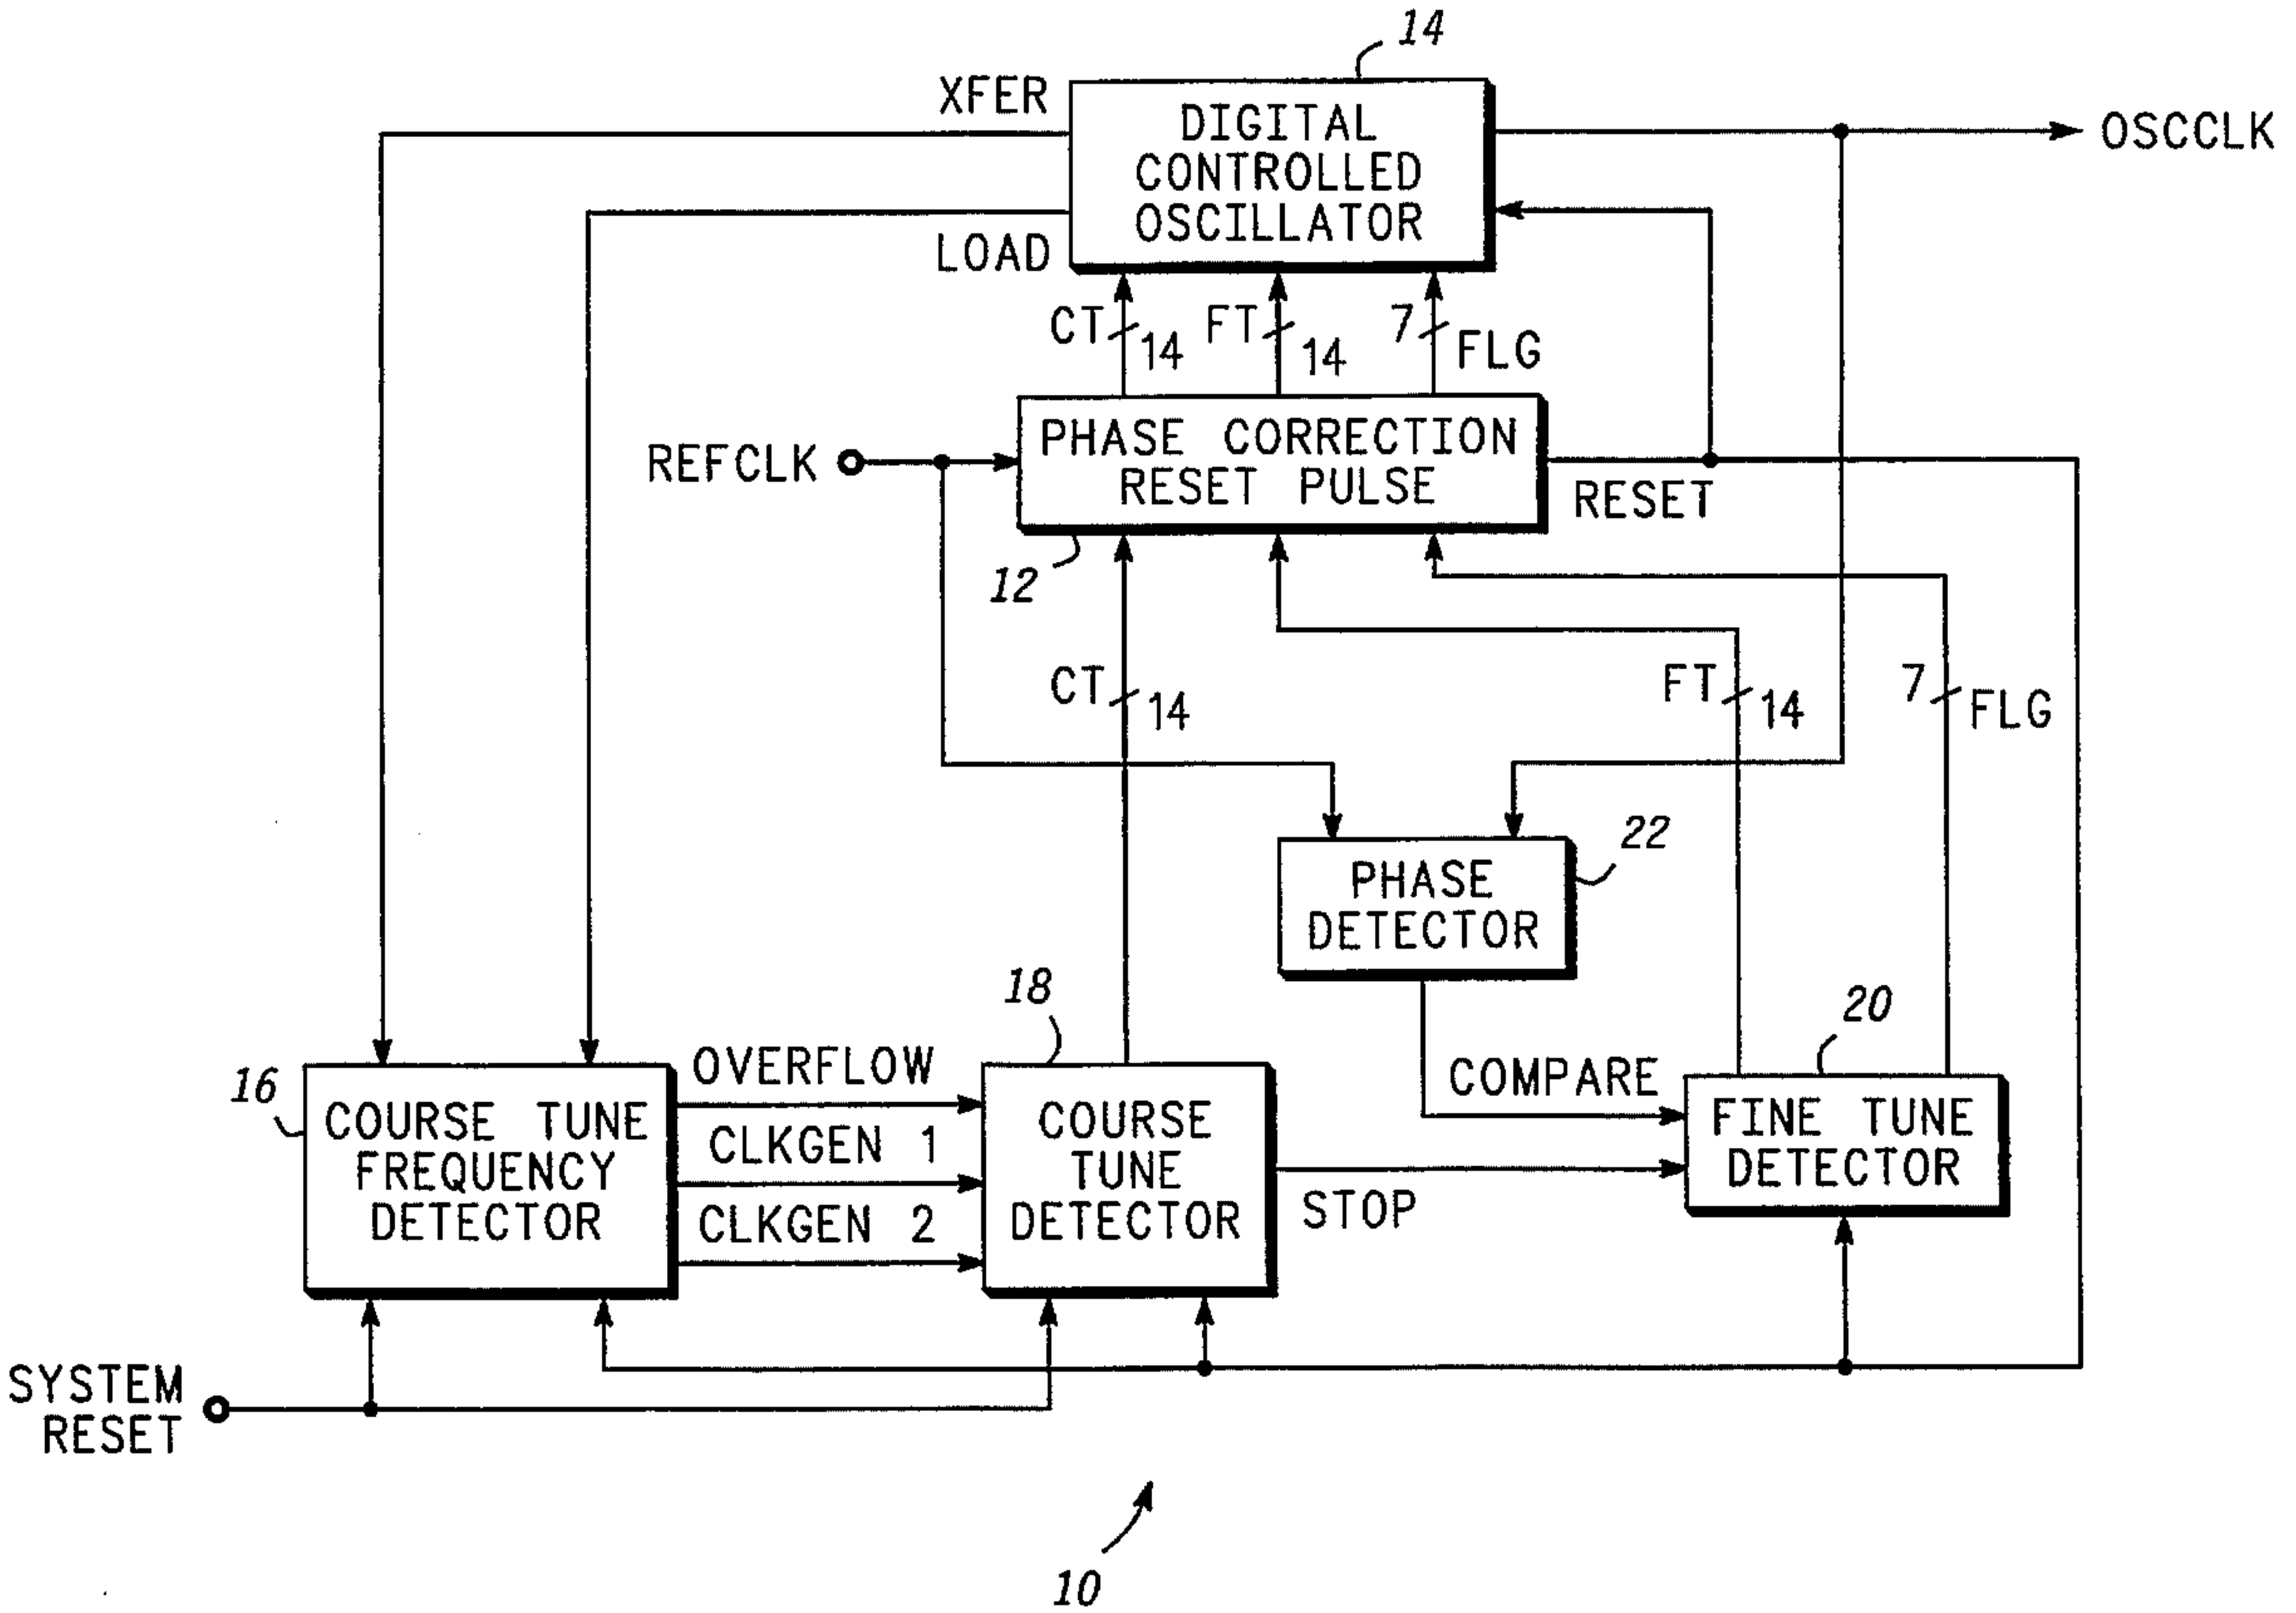 14
XFER
DIGITAL
CONTROLLED
OSCILLATOR
OSCCLK
LOAD
CT
14
FT
14
7
FLG
REFCLK
PHASE CORRECTION
RESET PULSE
RESET
12
CT
14
FT
14
7
FLG
22
PHASE
DETECTOR
18
20
16
OVERFLOW
COMPARE
COURSE TUNE
FREQUENCY
DETECTOR
CLKGEN 1
CLKGEN 2
COURSE
TUNE
DETECTOR
STOP
FINE TUNE
DETECTOR
SYSTEM
RESET
10